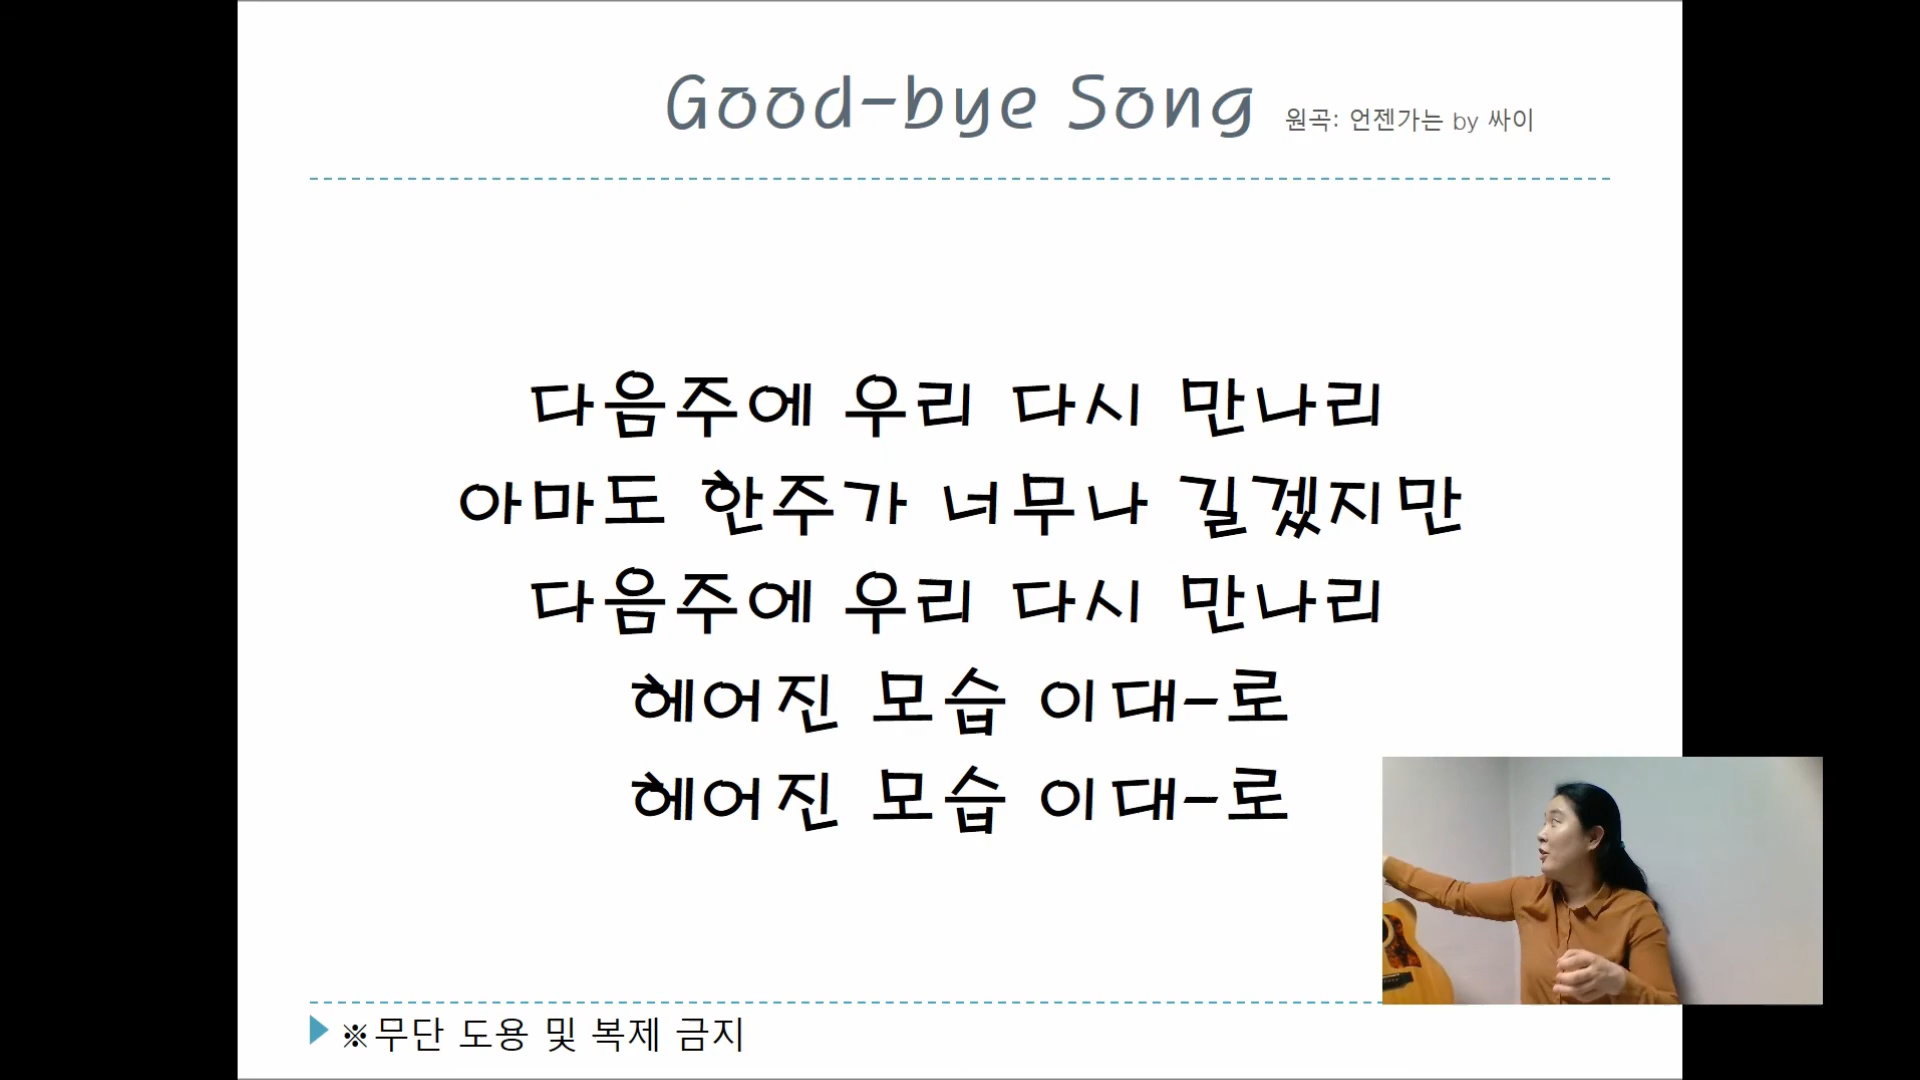 Good-bye Song 원곡: 언젠가는 by 싸이
다음주에 우리 다시 만나리
아마도 한주가 너무나 길겠지만
다음주에 우리 다시 만나리
헤어진 모습 이대-로
헤어진 모습 이대-로
※무단 도용 및 복제 금지